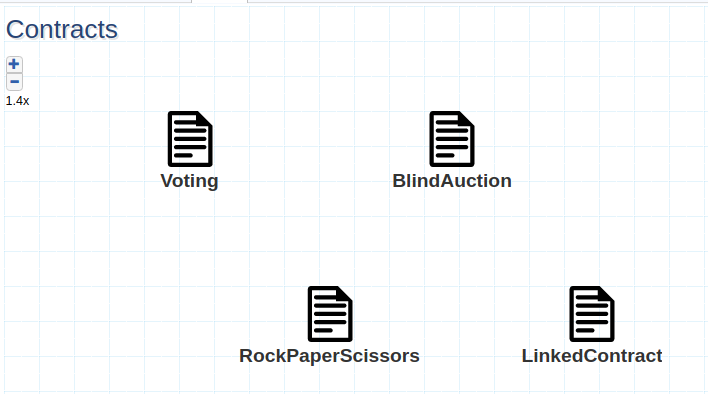 Contracts
+
-
1.4x
Voting
BlindAuction
RockPaperScissors
LinkedContract